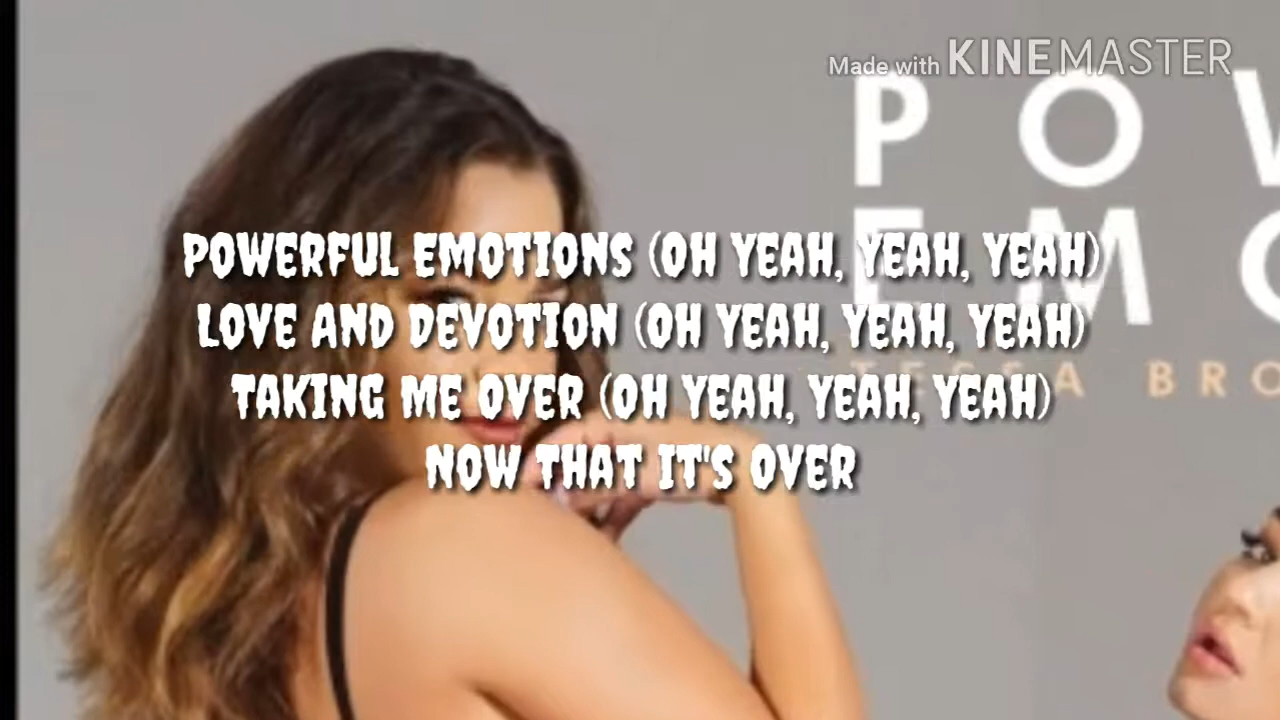 Made with KINEMASTER
P O
E M
BRO
POWERFUL EMOTIONS (OH YEAH, YEAH, YEAH)
LOVE AND DEVOTION (OH YEAH, YEAH, YEAH)
TAKING ME OVER (OH YEAH, YEAH, YEAH)
NOW THAT IT'S OVER